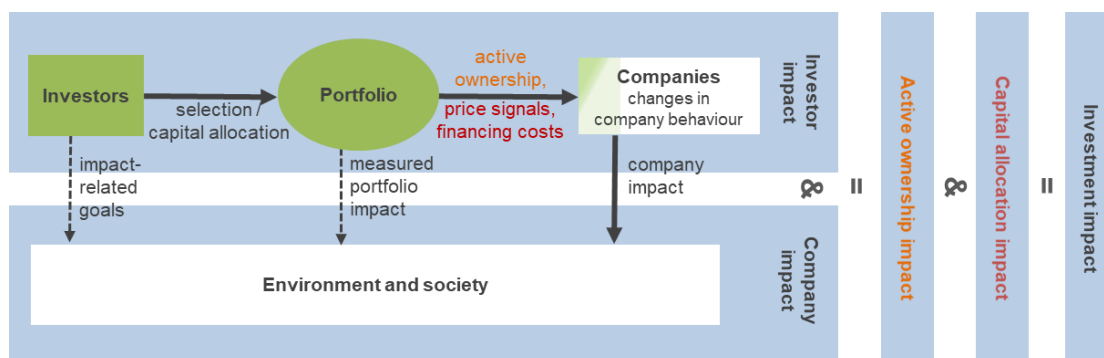 Investors
selection /
capital allocation
Portfolio
active
ownership,
price signals,
financing costs
Companies
changes in
company behaviour
impact-
related
goals
measured
portfolio
impact
company
impact
Environment and society
Investor
impact
&
Company
impact
=
Active ownership impact
&
Capital allocation impact
=
Investment impact